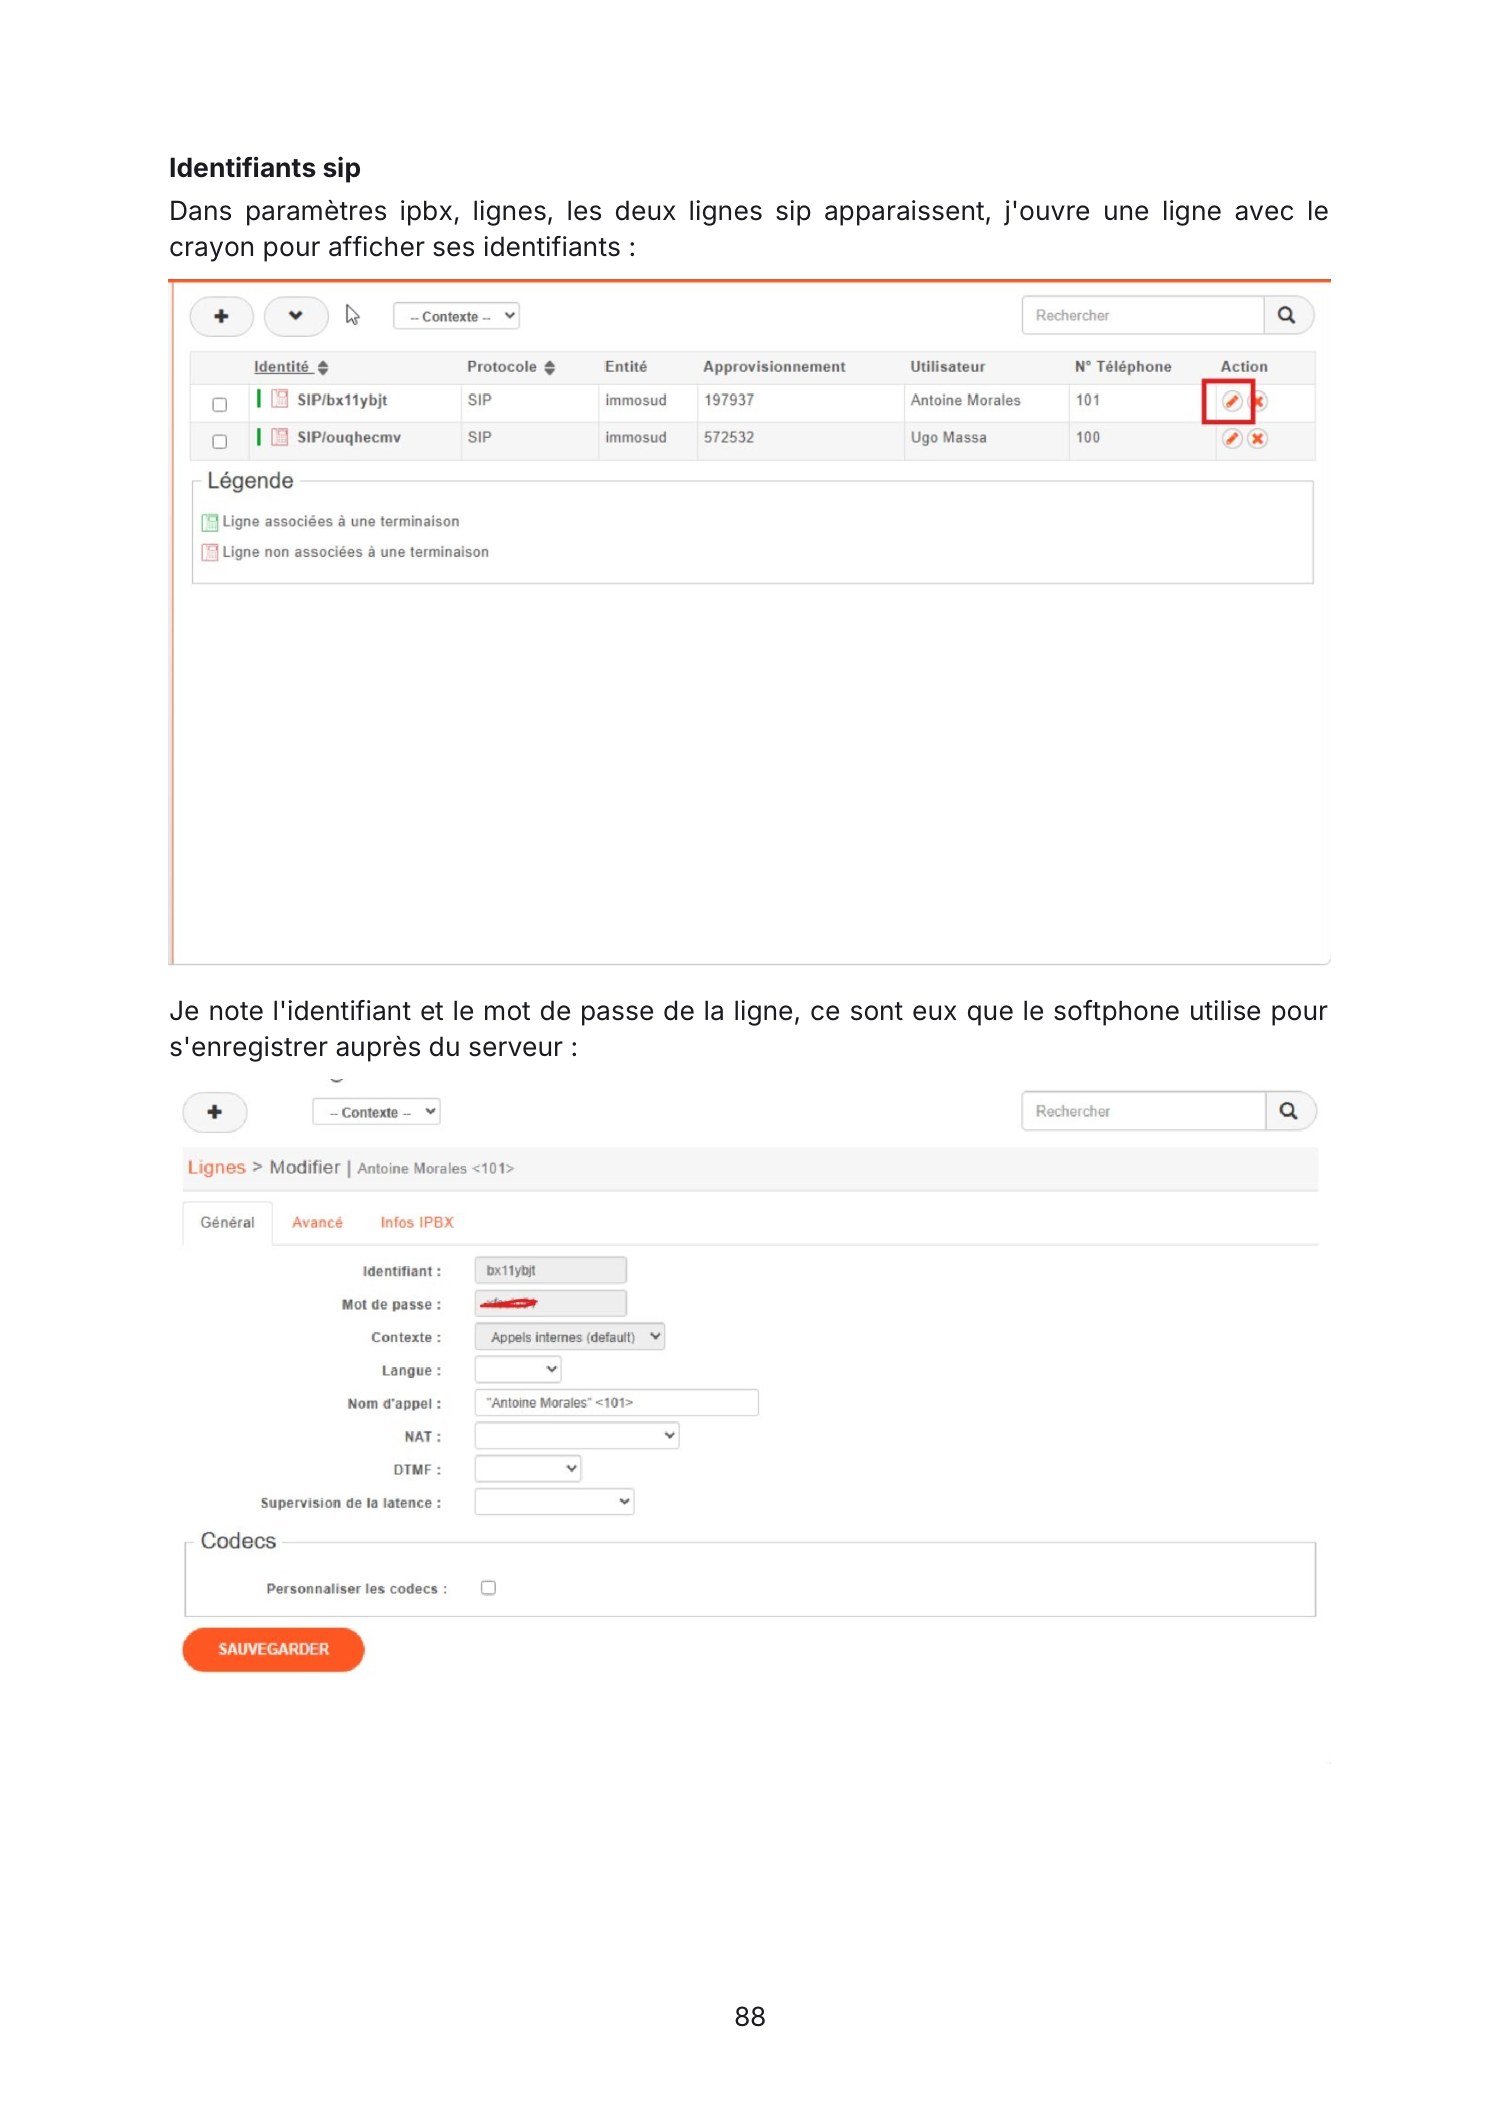 Identifiants sip
Dans paramètres ipbx, lignes, les deux lignes sip apparaissent, j'ouvre une ligne avec le
crayon pour afficher ses identifiants :
-- Contexte --
Rechercher
Identité Protocole Entité Approvisionnement Utilisateur N° Téléphone Action
SIP/bx11ybjt SIP immosud 197937 Antoine Morales 101
SIP/ouqhecmv SIP immosud 572532 Ugo Massa 100
Légende
Ligne associées à une terminaison
Ligne non associées à une terminaison
Je note l'identifiant et le mot de passe de la ligne, ce sont eux que le softphone utilise pour
s'enregistrer auprès du serveur :
-- Contexte --
Rechercher
Lignes > Modifier | Antoine Morales <101>
Général Avancé Infos IPBX
Identifiant : bx11ybjt
Mot de passe :
Contexte : Appels internes (default)
Langue :
Nom d'appel : "Antoine Morales" <101>
NAT :
DTMF :
Supervision de la latence :
Codecs
Personnaliser les codecs :
SAUVEGARDER
88